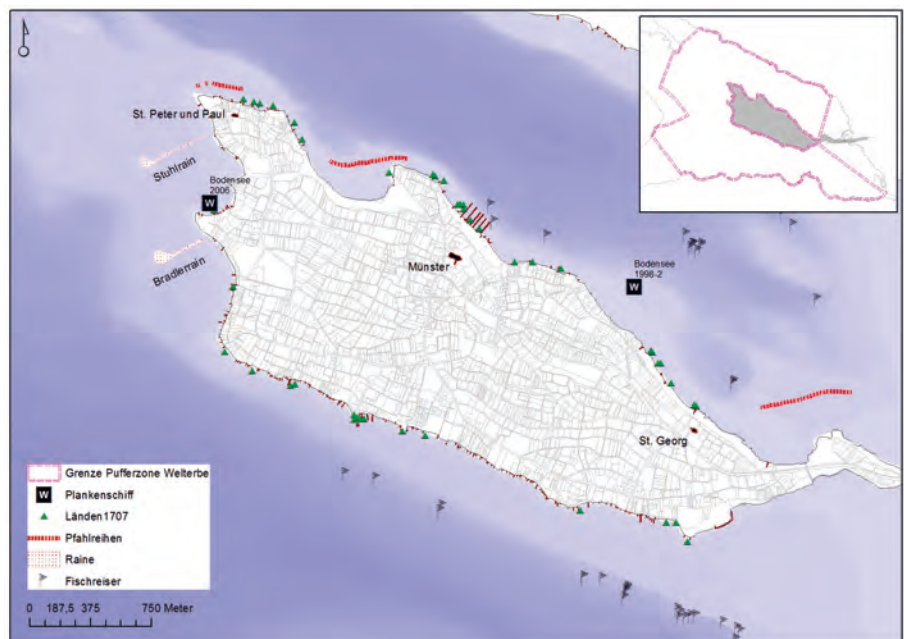 St. Peter und Paul
Stuhlrain
Bodensee
2006
W
Bradlerrain
Münster
Bodensee
1998-2
W
St. Georg
Grenze Pufferzone Welterbe
W Plankenschiff
Länden1707
Pfahlreihen
Raine
Fischreiser
0 187,5 375 750 Meter